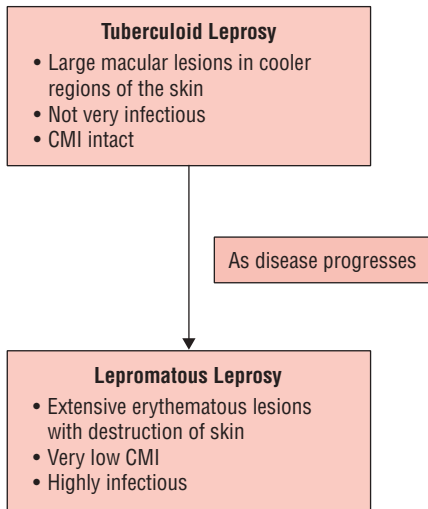 Tuberculoid Leprosy
• Large macular lesions in cooler
regions of the skin
• Not very infectious
• CMI intact
As disease progresses
Lepromatous Leprosy
• Extensive erythematous lesions
with destruction of skin
• Very low CMI
• Highly infectious